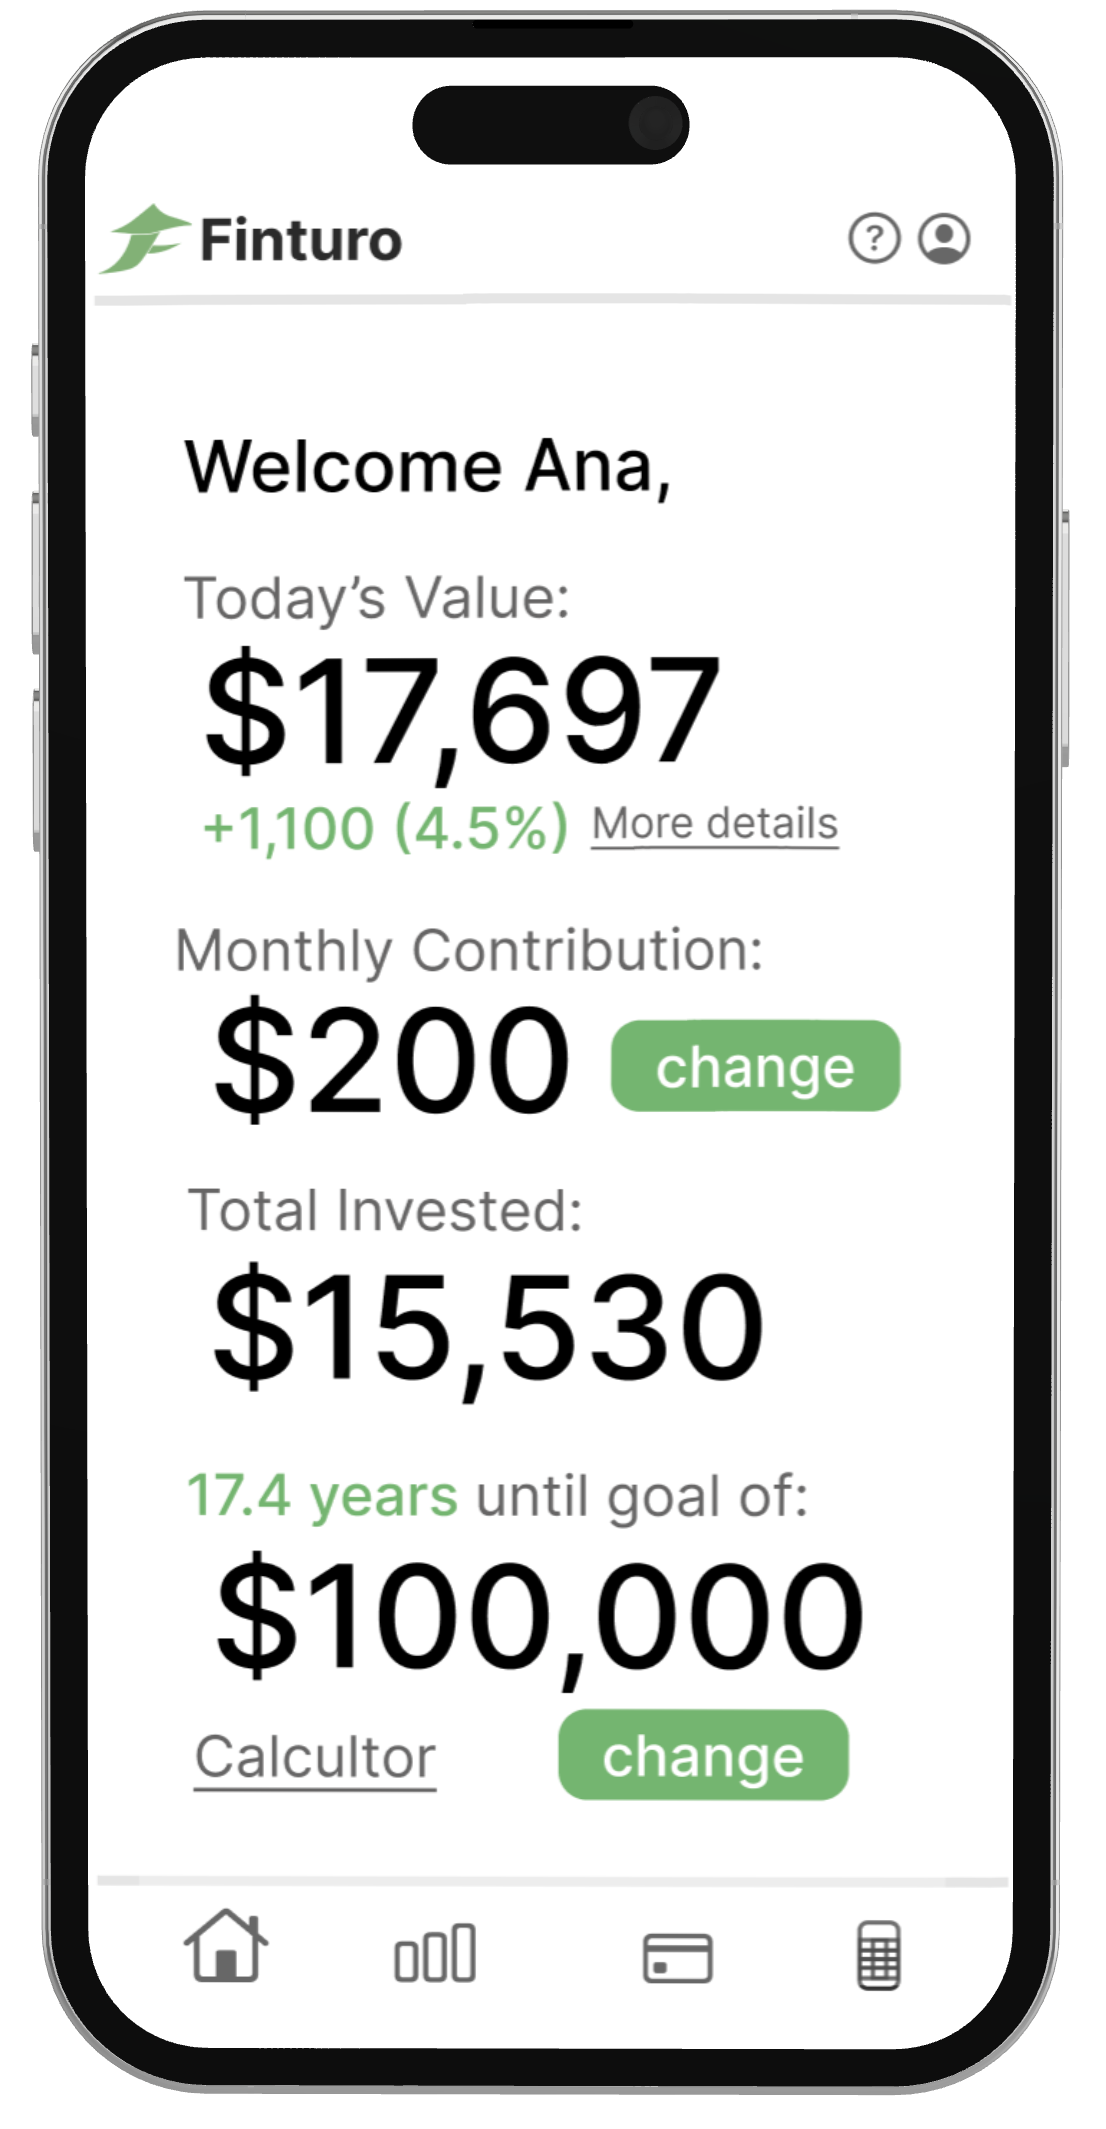 Finturo
?
Welcome Ana,
Today’s Value:
$17,697
+1,100 (4.5%) More details
Monthly Contribution:
$200 change
Total Invested:
$15,530
17.4 years until goal of:
$100,000
Calcultor change